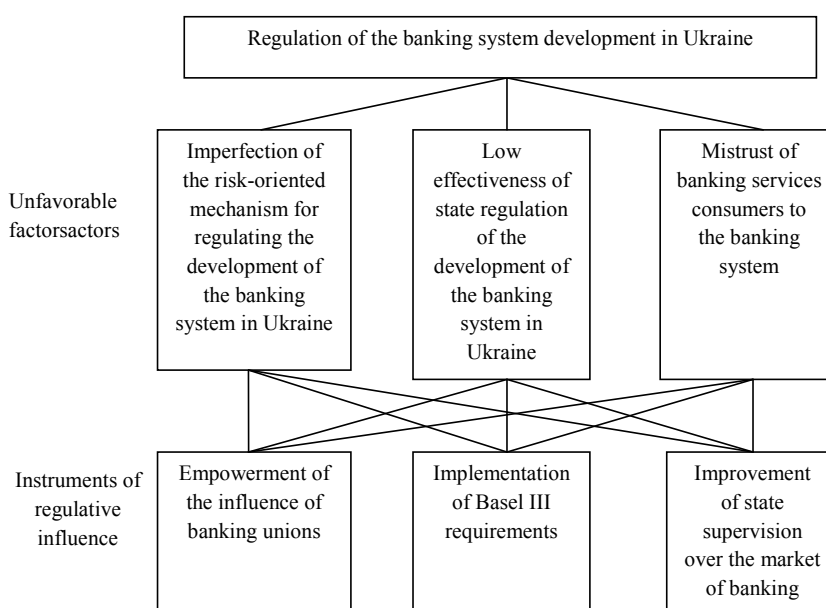 Regulation of the banking system development in Ukraine
Unfavorable
factorsactors
Imperfection of
the risk-oriented
mechanism for
regulating the
development of
the banking
system in Ukraine
Low
effectiveness of
state regulation
of the
development of
the banking
system in
Ukraine
Mistrust of
banking services
consumers to
the banking
system
Instruments of
regulative
influence
Empowerment of
the influence of
banking unions
Implementation
of Basel III
requirements
Improvement
of state
supervision
over the market
of banking